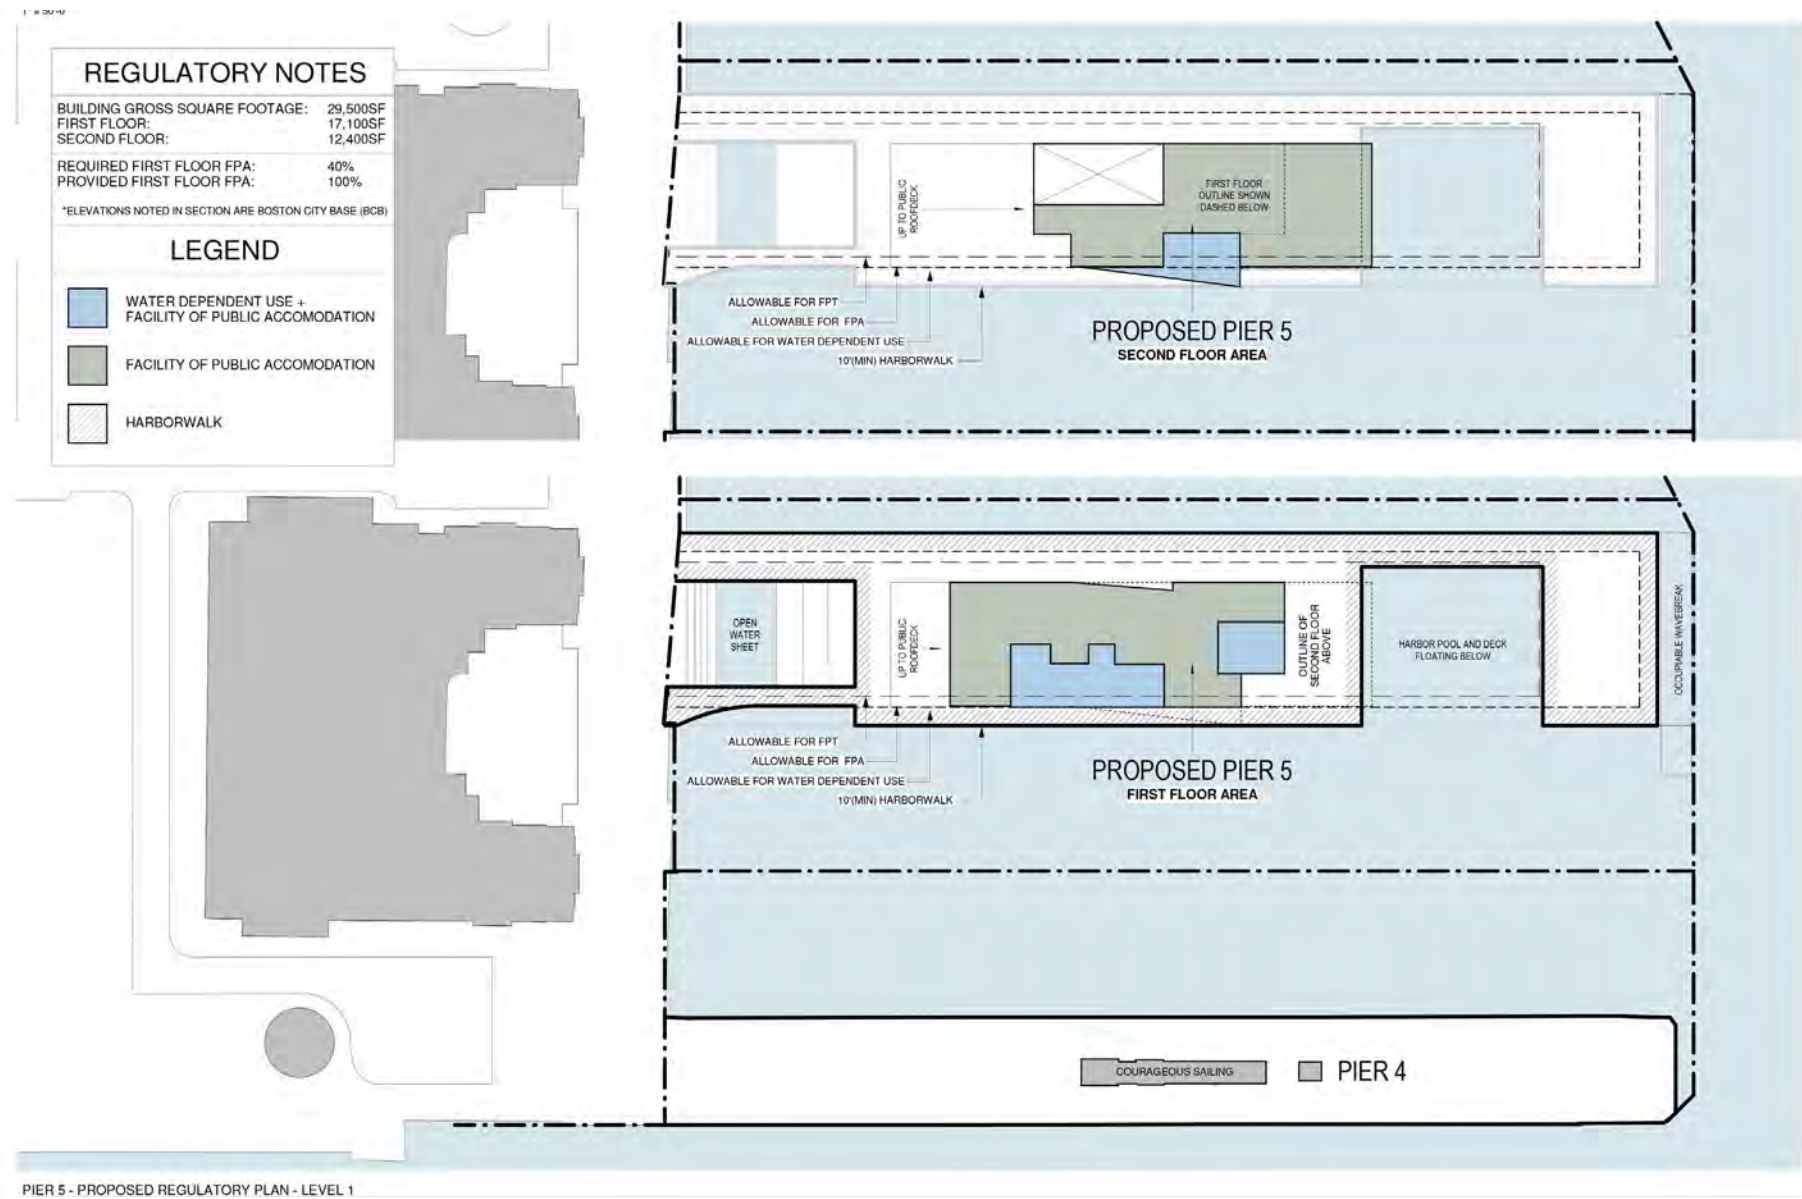 1" = 50'-0"
REGULATORY NOTES
BUILDING GROSS SQUARE FOOTAGE: 29,500SF
FIRST FLOOR: 17,100SF
SECOND FLOOR: 12,400SF
REQUIRED FIRST FLOOR FPA: 40%
PROVIDED FIRST FLOOR FPA: 100%
*ELEVATIONS NOTED IN SECTION ARE BOSTON CITY BASE (BCB)
LEGEND
WATER DEPENDENT USE +
FACILITY OF PUBLIC ACCOMODATION
FACILITY OF PUBLIC ACCOMODATION
HARBORWALK
UP TO PUBLIC
ROOFDECK
FIRST FLOOR
OUTLINE SHOWN
DASHED BELOW
ALLOWABLE FOR FPT
ALLOWABLE FOR FPA
ALLOWABLE FOR WATER DEPENDENT USE
10'(MIN) HARBORWALK
PROPOSED PIER 5
SECOND FLOOR AREA
OPEN
WATER
SHEET
UP TO PUBLIC
ROOFDECK
OUTLINE OF
SECOND FLOOR
ABOVE
HARBOR POOL AND DECK
FLOATING BELOW
OCCUPIABLE WAVEBREAK
ALLOWABLE FOR FPT
ALLOWABLE FOR FPA
ALLOWABLE FOR WATER DEPENDENT USE
10'(MIN) HARBORWALK
PROPOSED PIER 5
FIRST FLOOR AREA
COURAGEOUS SAILING
PIER 4
PIER 5 - PROPOSED REGULATORY PLAN - LEVEL 1